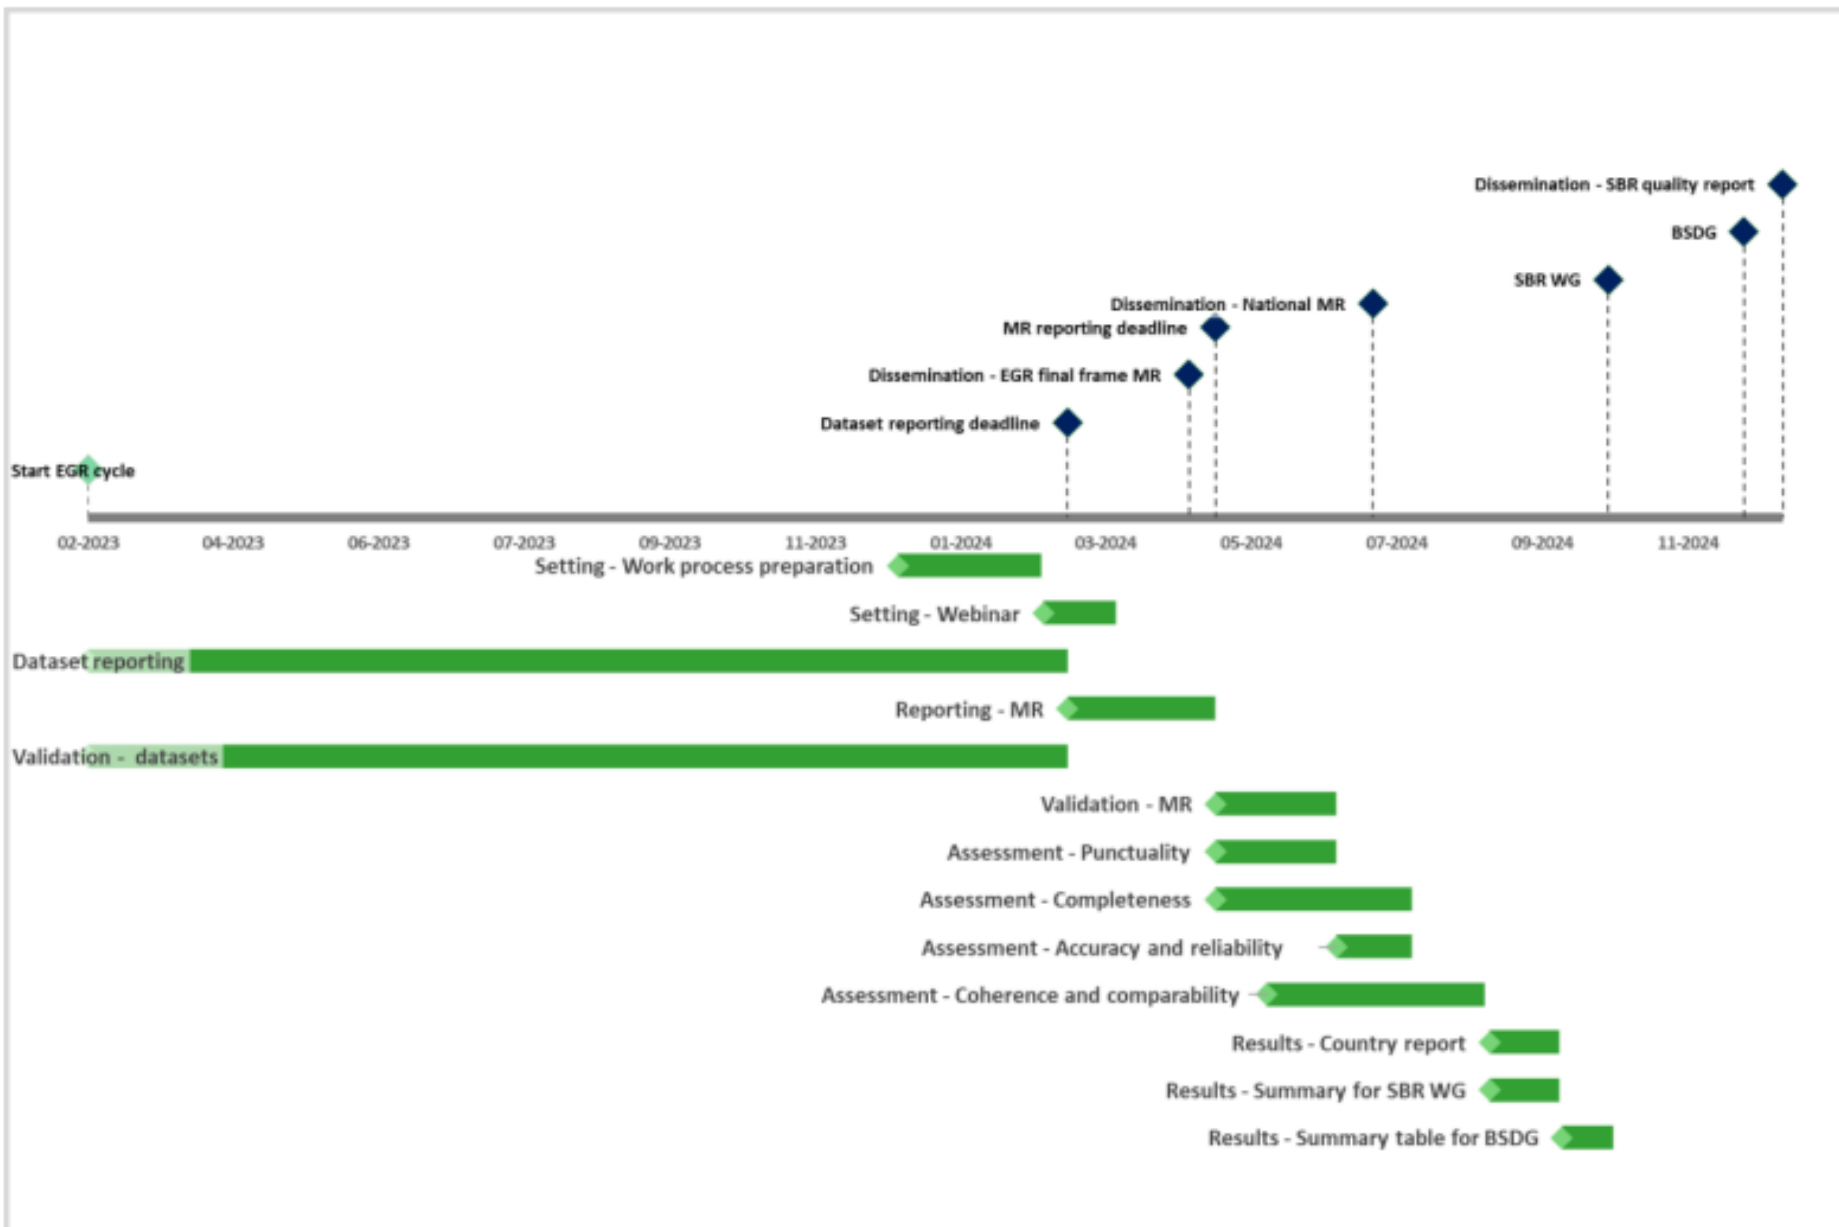 Dissemination - SBR quality report
BSDG
SBR WG
Dissemination - National MR
MR reporting deadline
Dissemination - EGR final frame MR
Dataset reporting deadline
Start EGR cycle
02-2023 04-2023 06-2023 07-2023 09-2023 11-2023 01-2024 03-2024 05-2024 07-2024 09-2024 11-2024
Setting - Work process preparation
Setting - Webinar
Dataset reporting
Reporting - MR
Validation - datasets
Validation - MR
Assessment - Punctuality
Assessment - Completeness
Assessment - Accuracy and reliability
Assessment - Coherence and comparability
Results - Country report
Results - Summary for SBR WG
Results - Summary table for BSDG